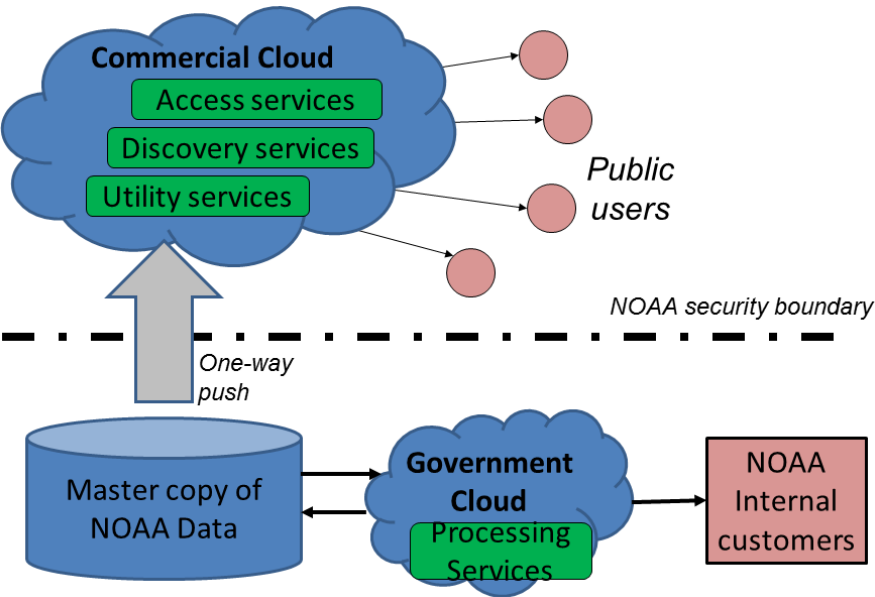 Commercial Cloud
Access services
Discovery services
Utility services
Public
users
NOAA security boundary
One-way
push
Master copy of
NOAA Data
Government
Cloud
Processing
Services
NOAA
Internal
customers